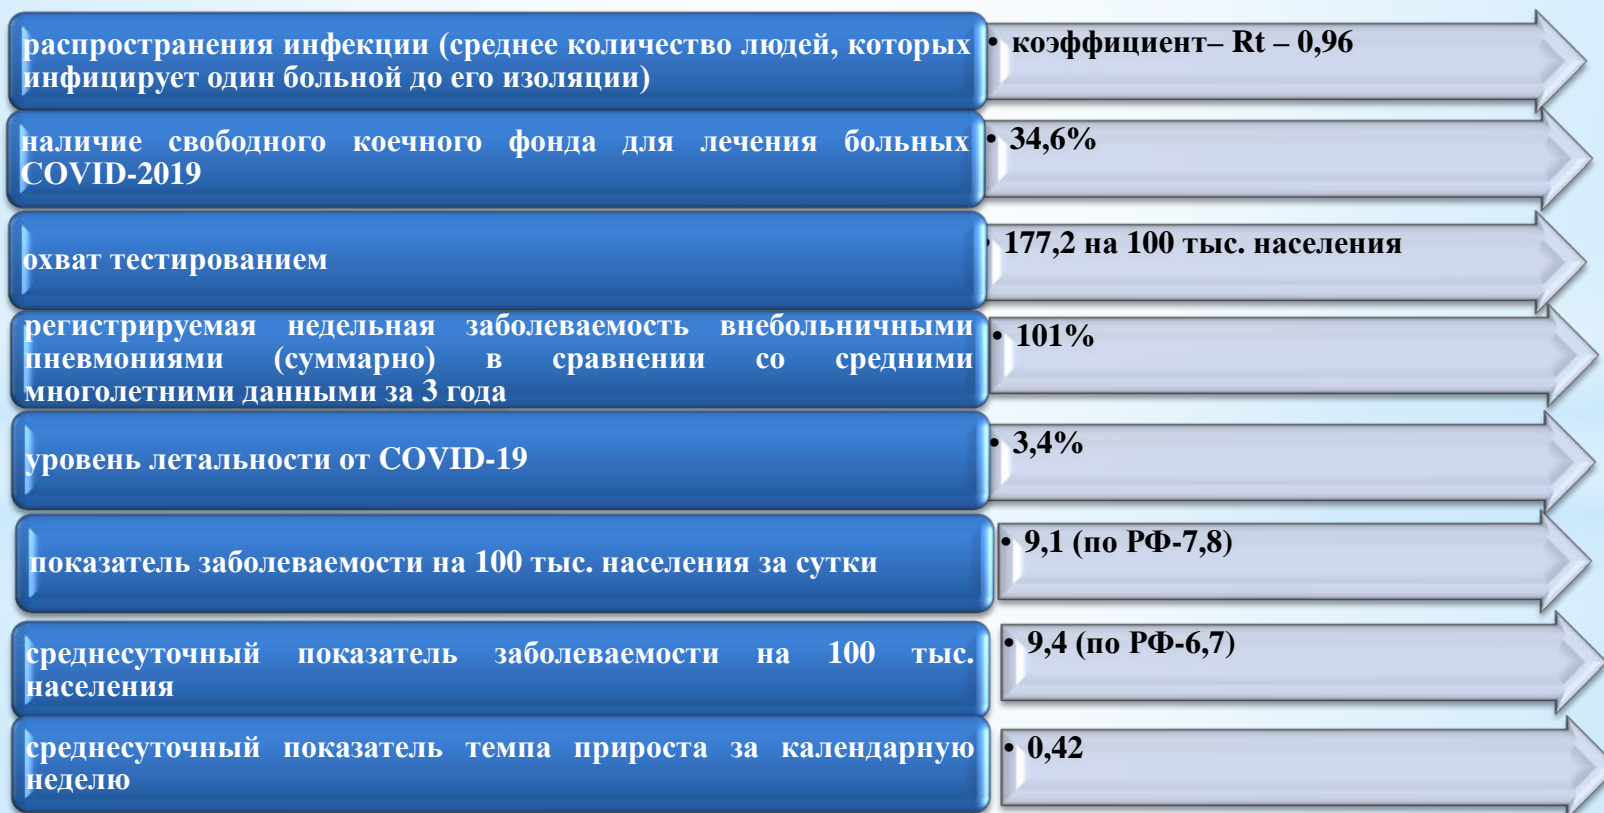 распространения инфекции (среднее количество людей, которых
инфицирует один больной до его изоляции)
• коэффициент– Rt – 0,96
наличие свободного коечного фонда для лечения больных
COVID-2019
• 34,6%
охват тестированием
• 177,2 на 100 тыс. населения
регистрируемая недельная заболеваемость внебольничными
пневмониями (суммарно) в сравнении со средними
многолетними данными за 3 года
• 101%
уровень летальности от COVID-19
• 3,4%
показатель заболеваемости на 100 тыс. населения за сутки
• 9,1 (по РФ-7,8)
среднесуточный показатель заболеваемости на 100 тыс.
населения
• 9,4 (по РФ-6,7)
среднесуточный показатель темпа прироста за календарную
неделю
• 0,42